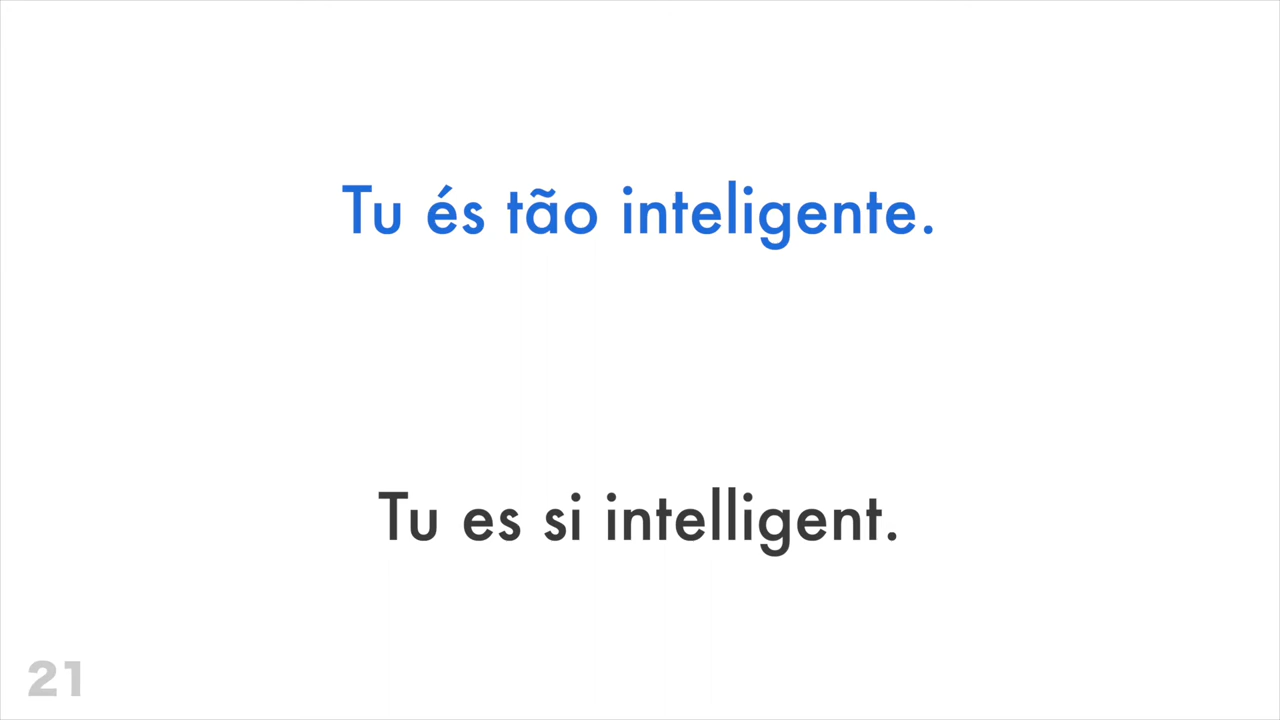 Tu és tão inteligente.
Tu es si intelligent.
21